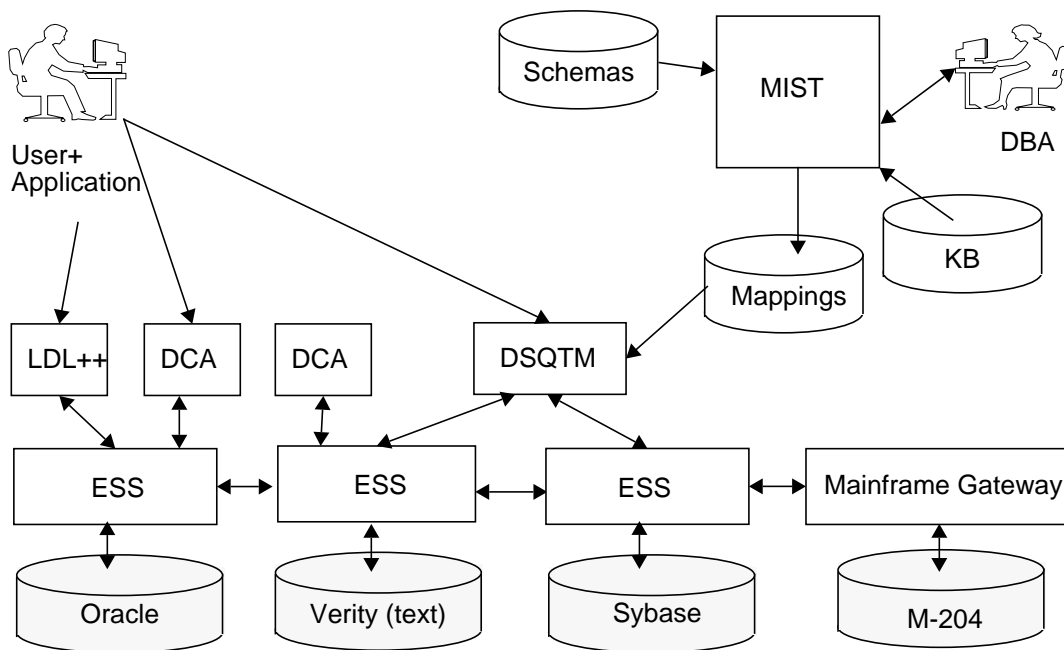 Schemas
MIST
DBA
User+
Application
KB
Mappings
LDL++
DCA
DCA
DSQTM
ESS
ESS
ESS
Mainframe Gateway
Oracle
Verity (text)
Sybase
M-204